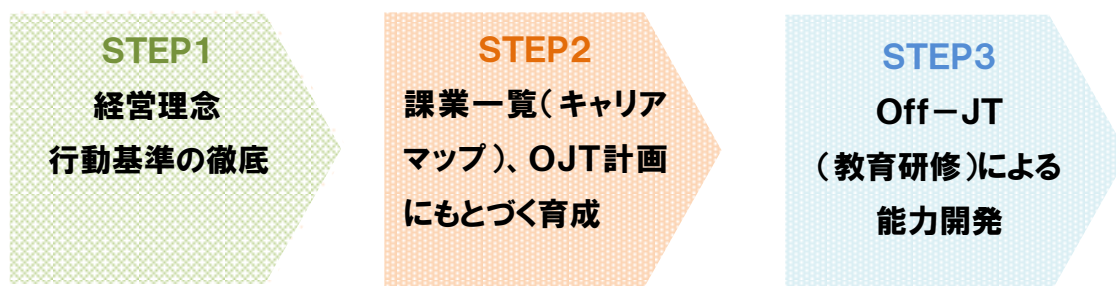 STEP1
経営理念
行動基準の徹底
STEP2
課業一覧（キャリア
マップ）、OJT計画
にもとづく育成
STEP3
Off－JT
（教育研修）による
能力開発